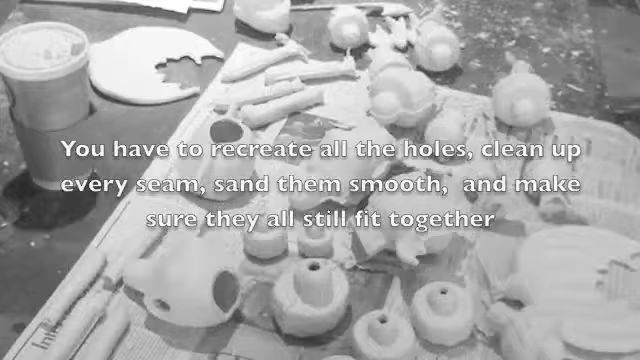 You have to recreate all the holes, clean up
every seam, sand them smooth, and make
sure they all still fit together